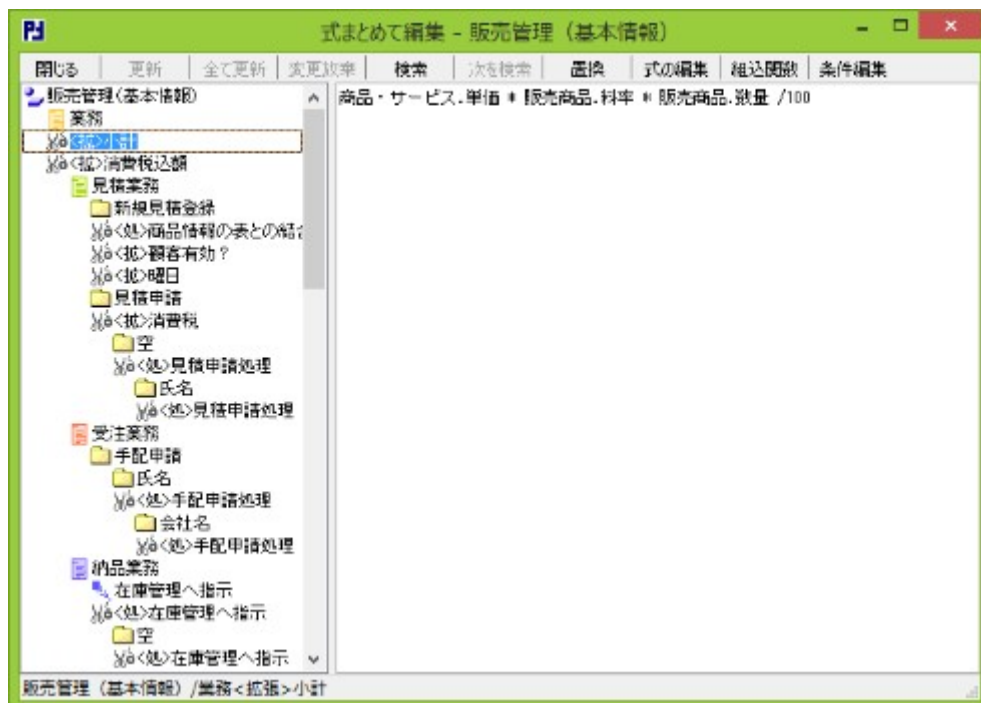 式まとめて編集 - 販売管理（基本情報）
閉じる 更新 全て更新 変更放棄 検索 次を検索 置換 式の編集 組込関数 条件編集
販売管理(基本情報)
業務
<拡>小計
<拡>消費税込額
見積業務
新規見積登録
<処>商品情報の表との結合
<拡>顧客有効？
<拡>曜日
見積申請
<拡>消費税
空
<処>見積申請処理
氏名
<処>見積申請処理
受注業務
手配申請
氏名
<処>手配申請処理
会社名
<処>手配申請処理
納品業務
在庫管理へ指示
<処>在庫管理へ指示
空
<処>在庫管理へ指示
商品・サービス.単価 * 販売商品.料率 * 販売商品.数量 /100
販売管理（基本情報）/業務<拡張>小計